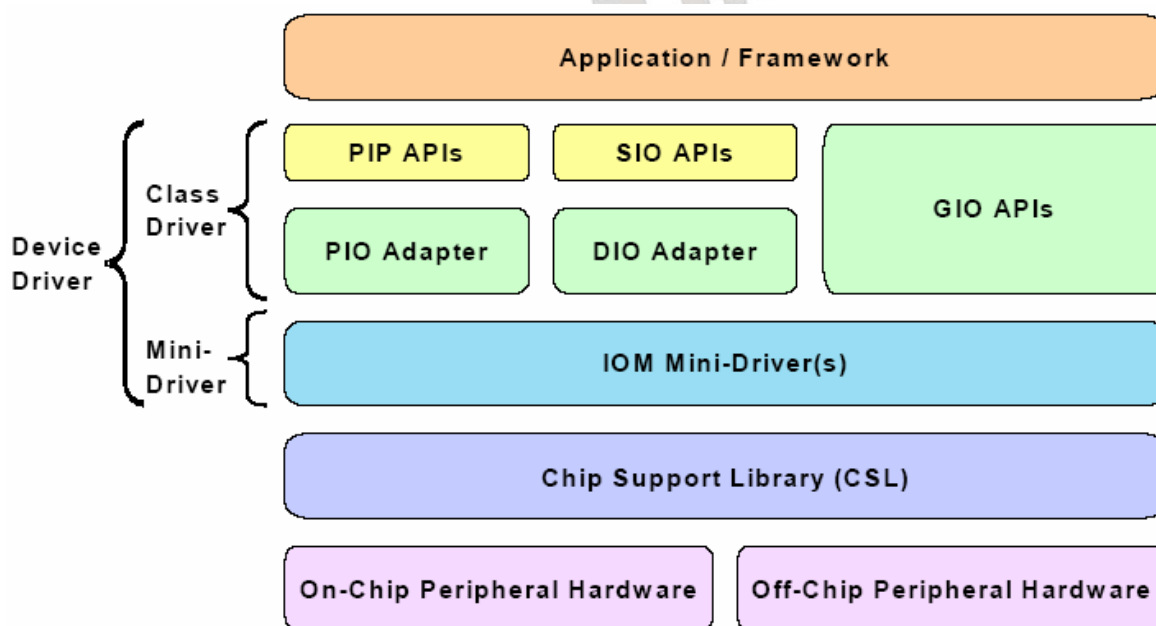 Application / Framework
PIP APIs
SIO APIs
GIO APIs
Class
Driver
PIO Adapter
DIO Adapter
Device
Driver
Mini-
Driver
IOM Mini-Driver(s)
Chip Support Library (CSL)
On-Chip Peripheral Hardware
Off-Chip Peripheral Hardware